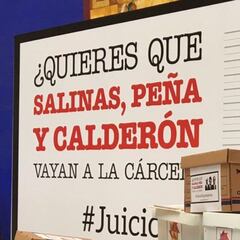 ¿QUIERES QUE
SALINAS, PEÑA
Y CALDERÓN
VAYAN A LA CÁRCEL
#Juicio